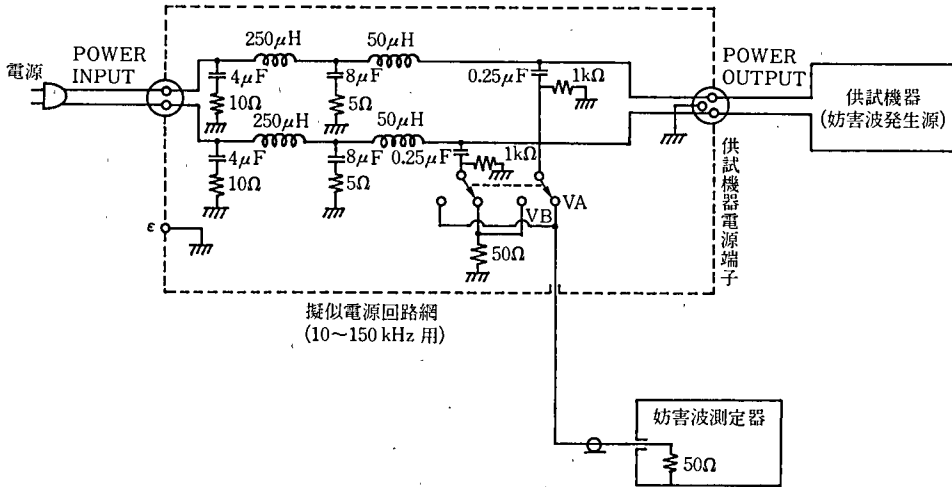 POWER
INPUT
電源
250μH
50μH
4μF
10Ω
8μF
5Ω
0.25μF
1kΩ
POWER
OUTPUT
供試機器
(妨害波発生源)
250μH
50μH
4μF
10Ω
8μF
5Ω
0.25μF
1kΩ
VA
VB
50Ω
ε
供試機器電源端子
擬似電源回路網
(10~150 kHz 用)
妨害波測定器
50Ω